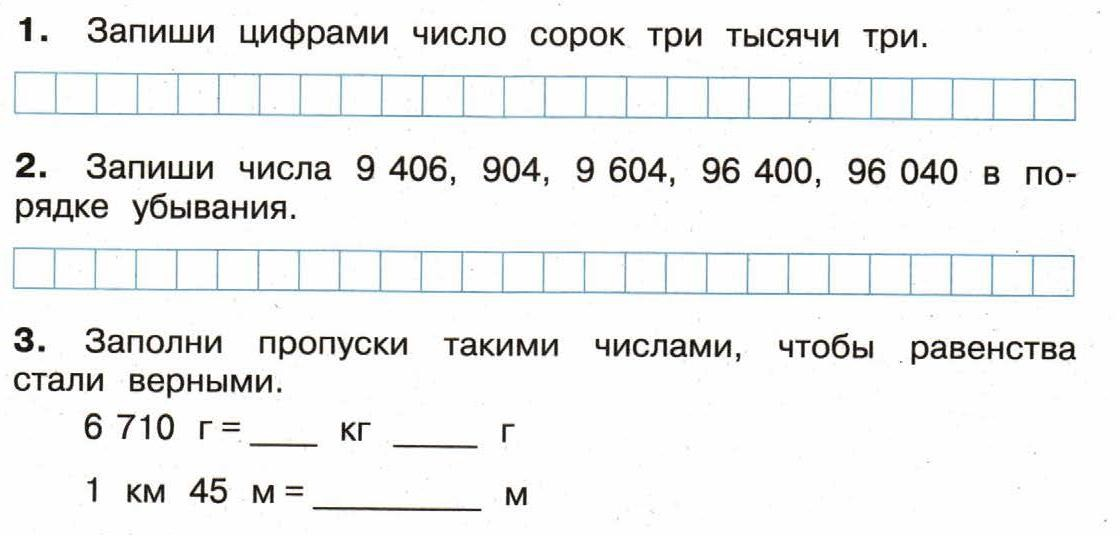 1. Запиши цифрами число сорок три тысячи три.
2. Запиши числа 9 406, 904, 9 604, 96 400, 96 040 в по-
рядке убывания.
3. Заполни пропуски такими числами, чтобы равенства
стали верными.
6 710 г = ____ кг ____ г
1 км 45 м = ________ м